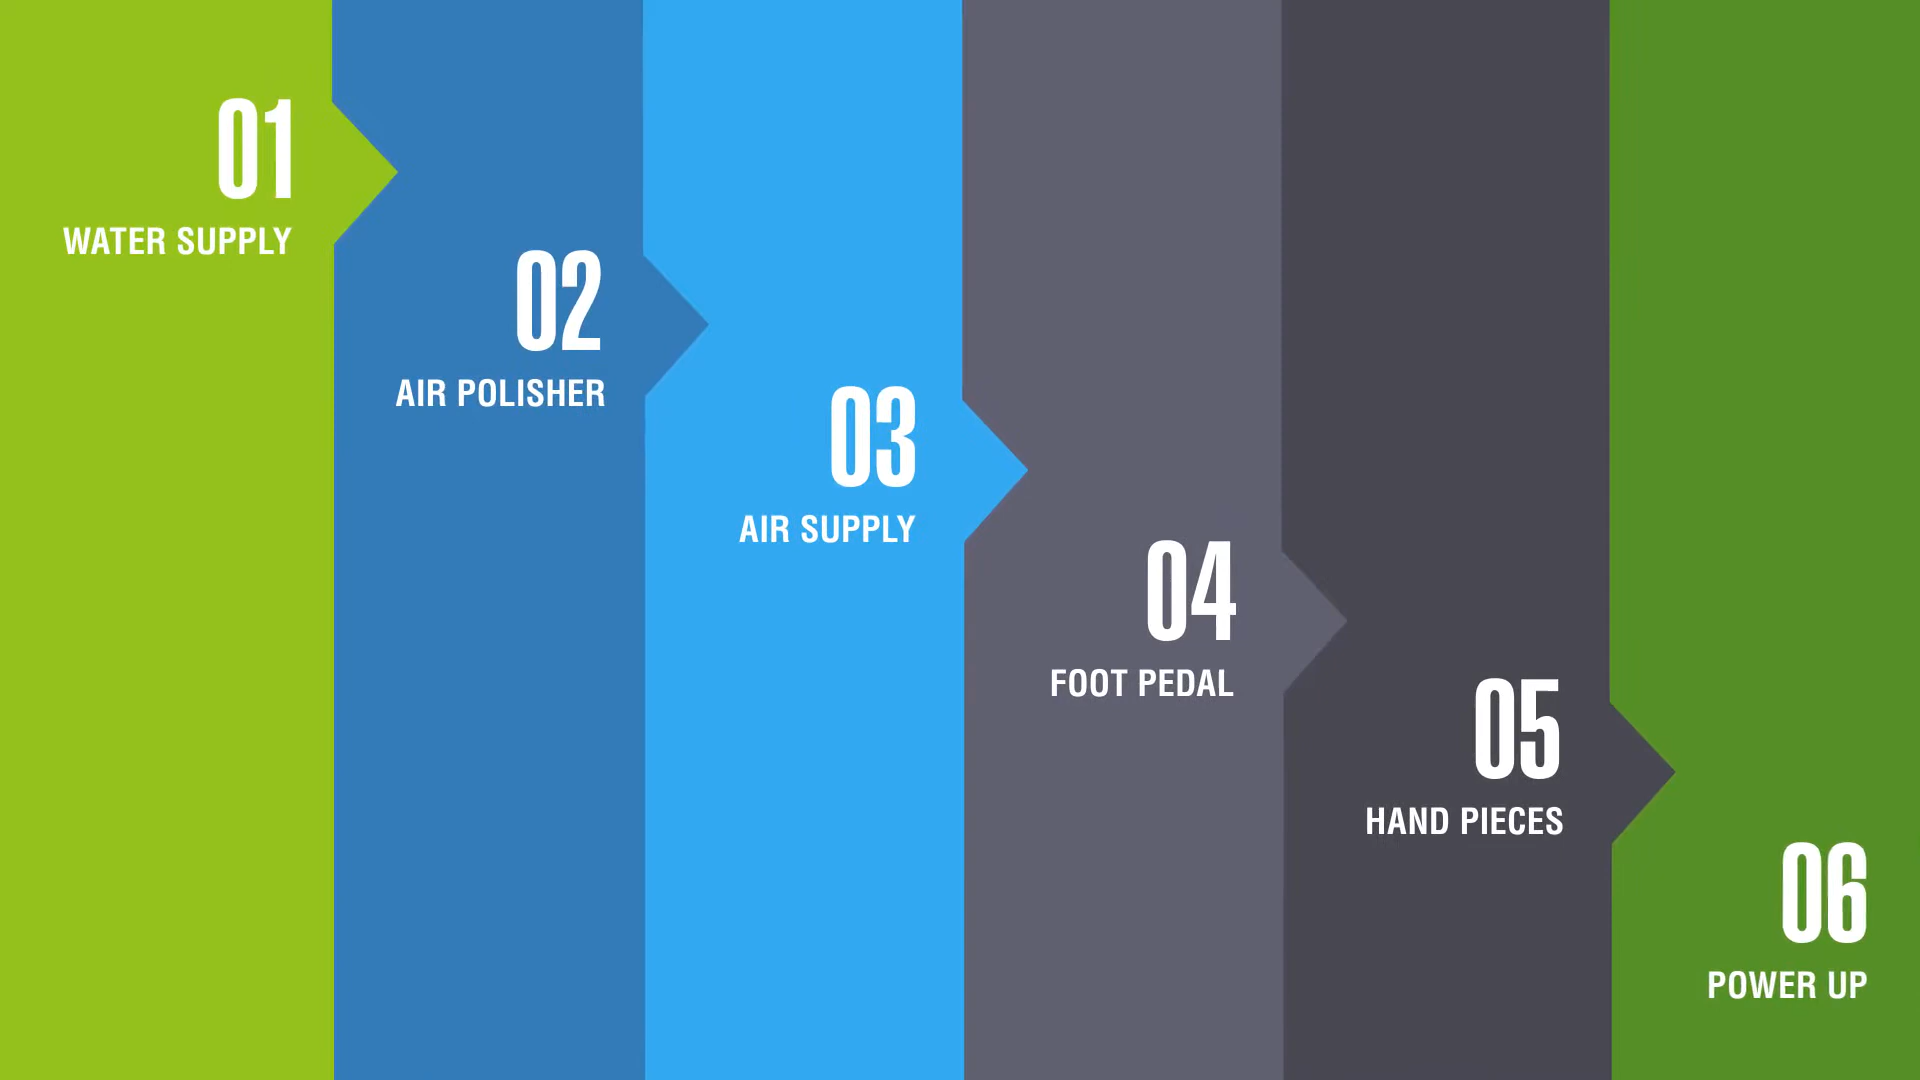 01
WATER SUPPLY
02
AIR POLISHER
03
AIR SUPPLY
04
FOOT PEDAL
05
HAND PIECES
06
POWER UP